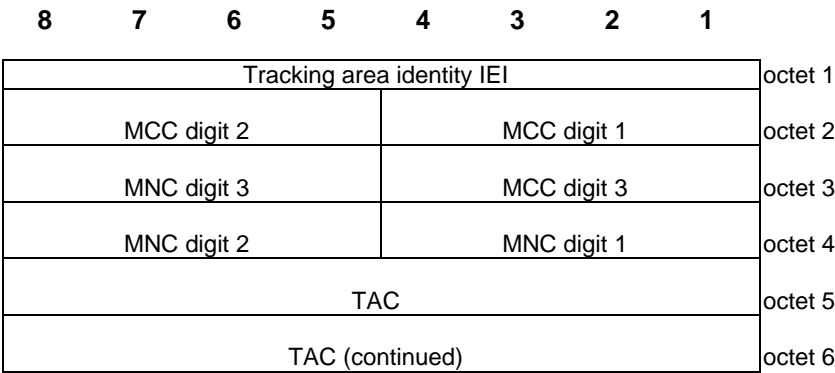 8 7 6 5 4 3 2 1
Tracking area identity IEI octet 1
MCC digit 2 MCC digit 1 octet 2
MNC digit 3 MCC digit 3 octet 3
MNC digit 2 MNC digit 1 octet 4
TAC octet 5
TAC (continued) octet 6